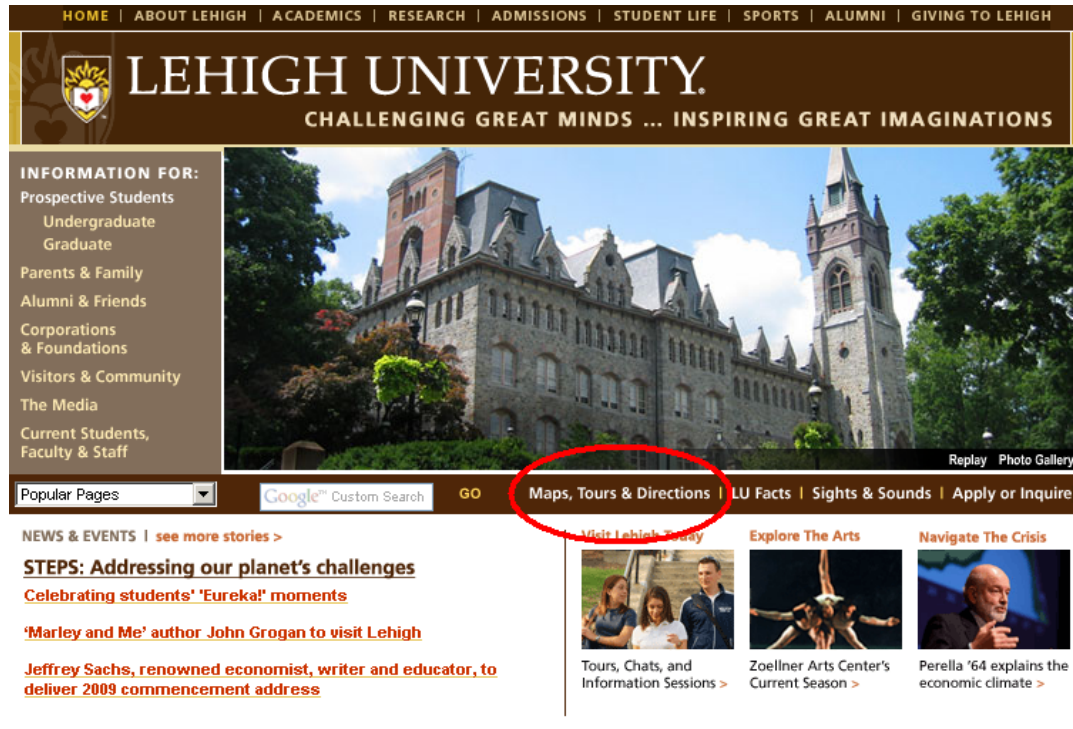 HOME | ABOUT LEHIGH | ACADEMICS | RESEARCH | ADMISSIONS | STUDENT LIFE | SPORTS | ALUMNI | GIVING TO LEHIGH
LEHIGH UNIVERSITY.
CHALLENGING GREAT MINDS ... INSPIRING GREAT IMAGINATIONS
INFORMATION FOR:
Prospective Students
Undergraduate
Graduate
Parents & Family
Alumni & Friends
Corporations
& Foundations
Visitors & Community
The Media
Current Students,
Faculty & Staff
Replay Photo Gallery
Popular Pages Google™ Custom Search GO Maps, Tours & Directions | LU Facts | Sights & Sounds | Apply or Inquire
NEWS & EVENTS | see more stories >
STEPS: Addressing our planet's challenges
Celebrating students' 'Eureka!' moments
‘Marley and Me’ author John Grogan to visit Lehigh
Jeffrey Sachs, renowned economist, writer and educator, to
deliver 2009 commencement address
Visit Lehigh Today
Tours, Chats, and
Information Sessions >
Explore The Arts
Zoellner Arts Center's
Current Season >
Navigate The Crisis
Perella ’64 explains the
economic climate >